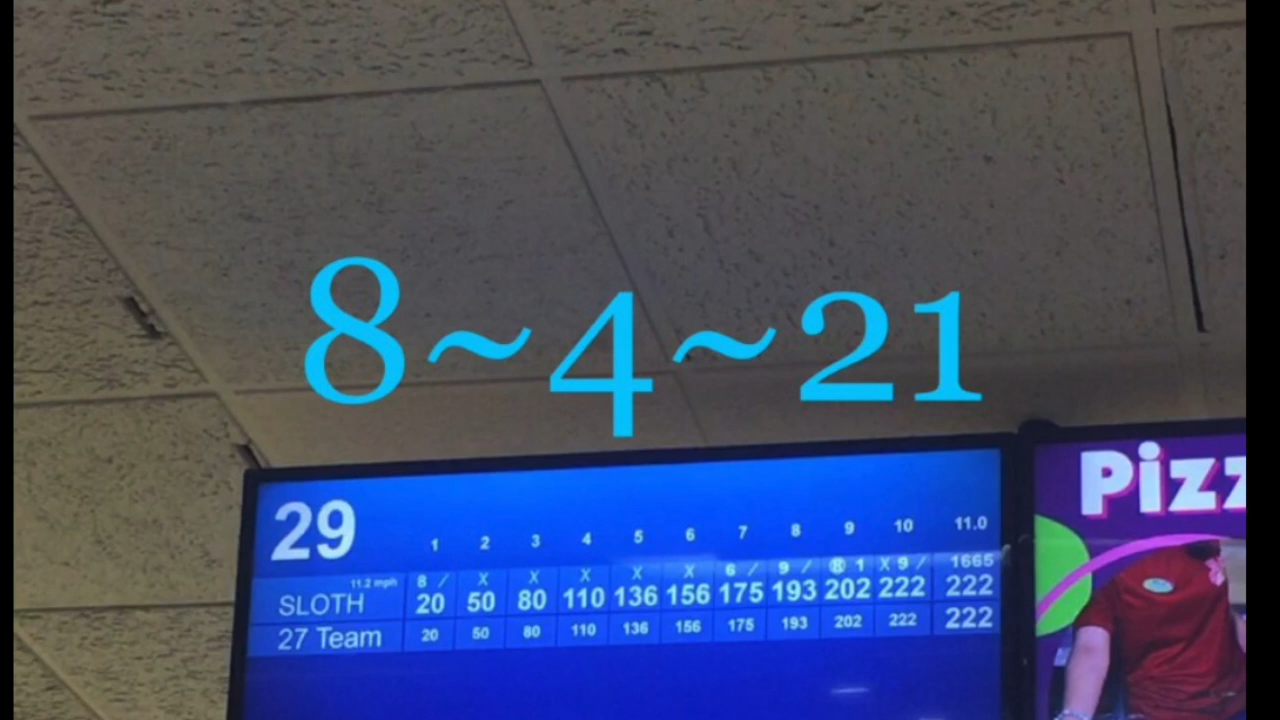 8~4~21
29
1 2 3 4 5 6 7 8 9 10 11.0
11.2 mph 8 / X X X X X 6 / 9 / 8 1 X 9 / 1665
SLOTH 20 50 80 110 136 156 175 193 202 222 222
27 Team 20 50 80 110 136 156 175 193 202 222 222
Pizz